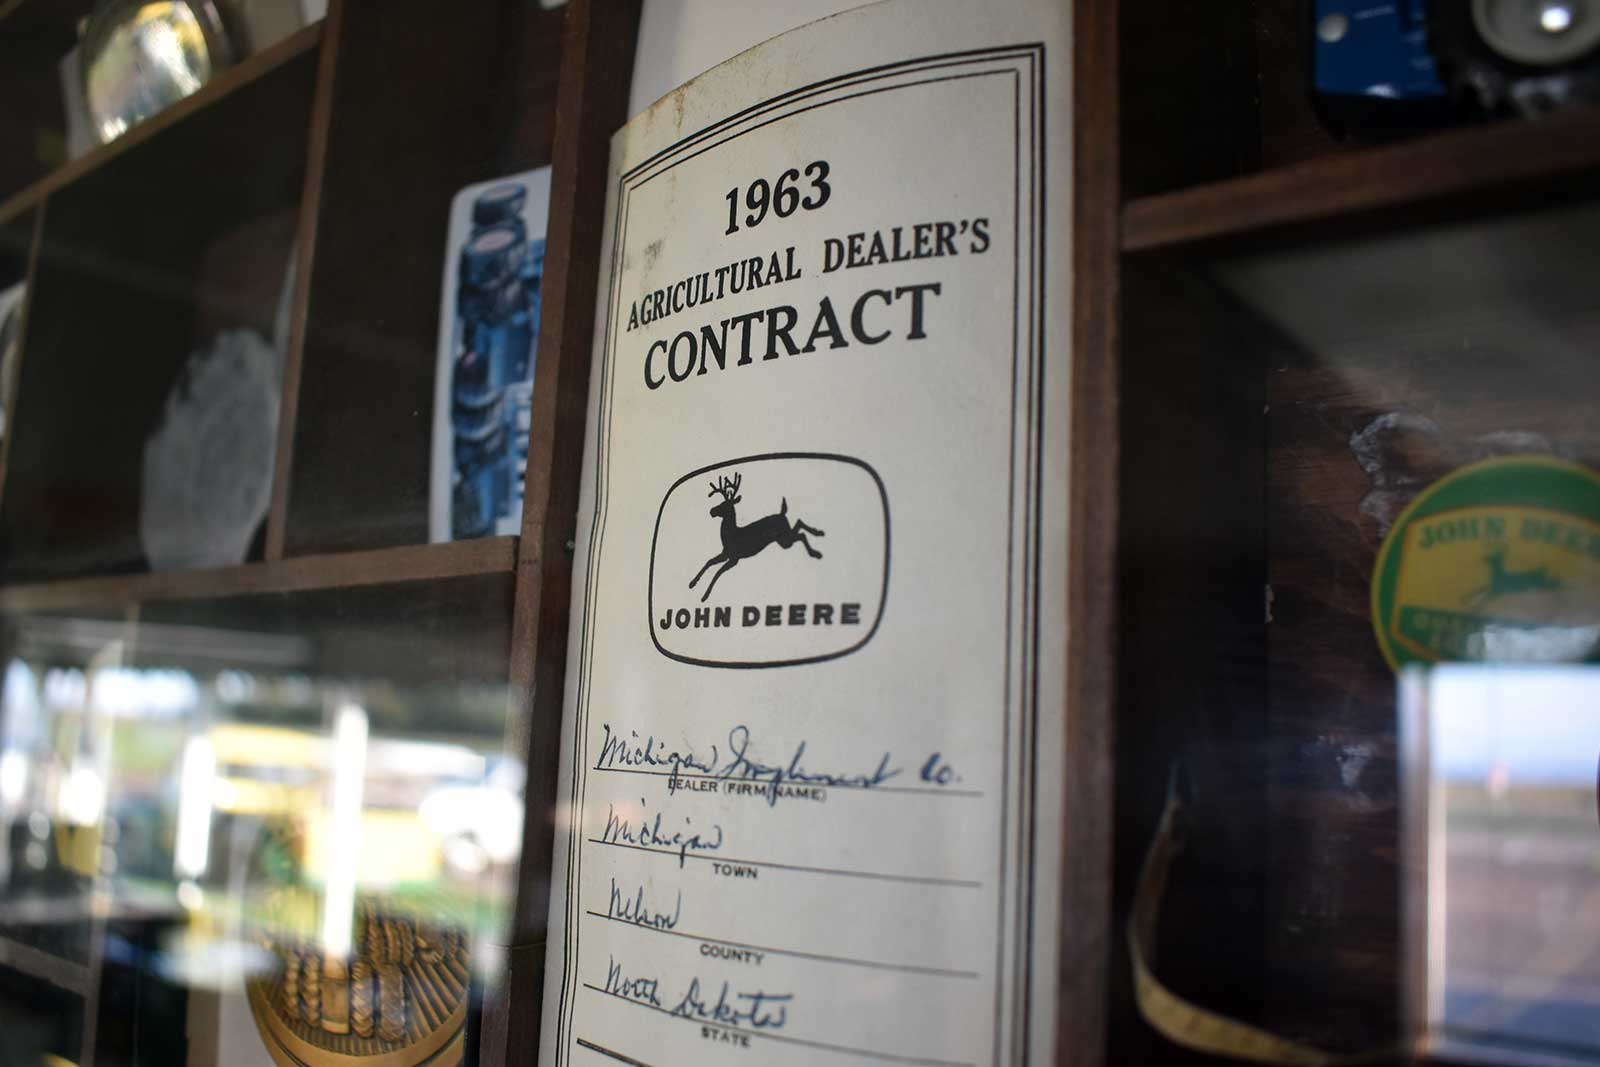 1963
AGRICULTURAL DEALER'S
CONTRACT
JOHN DEERE
Michigan Implement Co.
DEALER (FIRM NAME)
Michigan
TOWN
Nelson
COUNTY
North Dakota
STATE
JOHN DEERE